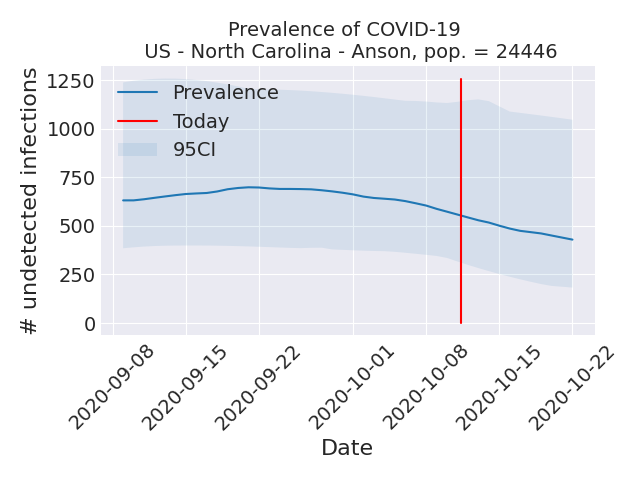 Prevalence of COVID-19
US - North Carolina - Anson, pop. = 24446
# undetected infections
1250
1000
750
500
250
0
Prevalence
Today
95CI
2020-09-08
2020-09-15
2020-09-22
2020-10-01
2020-10-08
2020-10-15
2020-10-22
Date